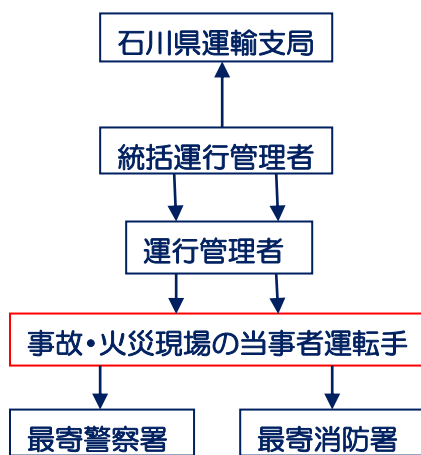 石川県運輸支局
統括運行管理者
運行管理者
事故・火災現場の当事者運転手
最寄警察署
最寄消防署